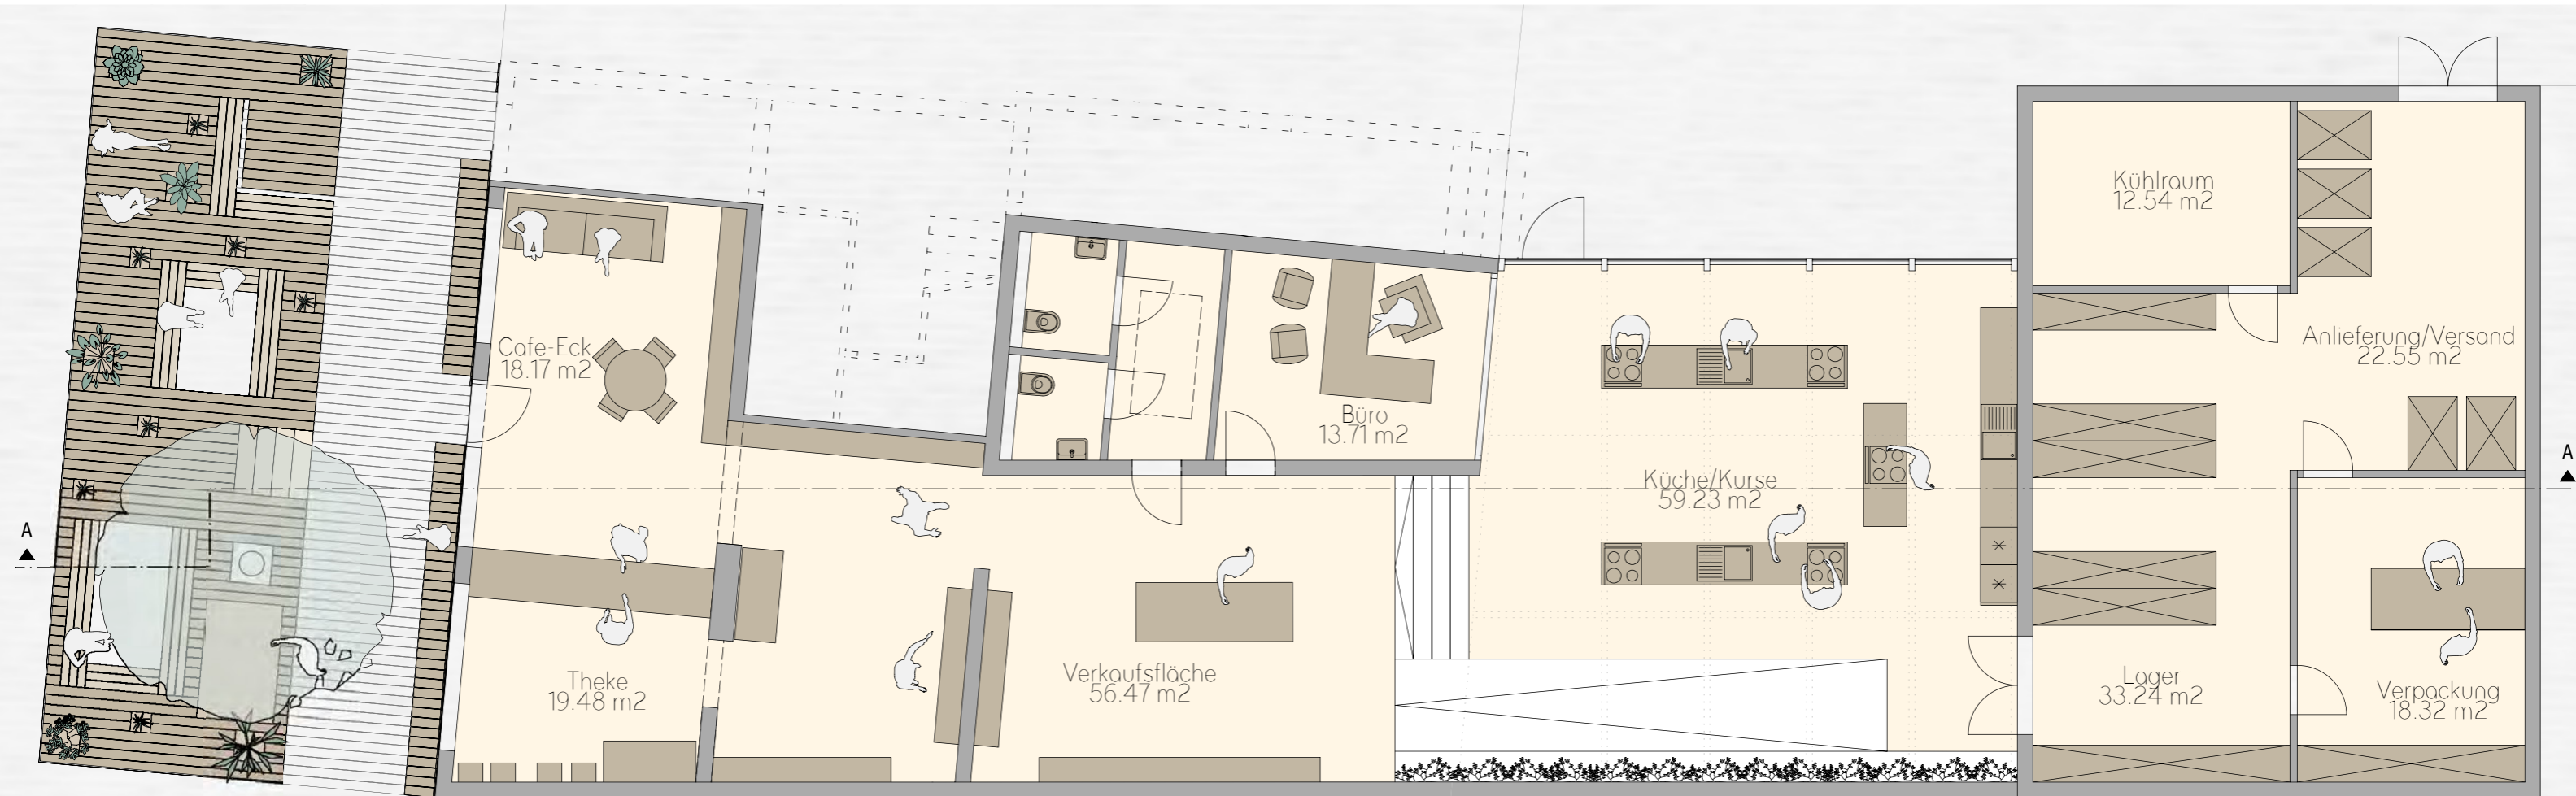 Kühlraum
12.54 m2
Anlieferung/Versand
22.55 m2
Cafe-Eck
18.17 m2
Büro
13.71 m2
Küche/Kurse
59.23 m2
A
A
Theke
19.48 m2
Verkaufsfläche
56.47 m2
Lager
33.24 m2
Verpackung
18.32 m2